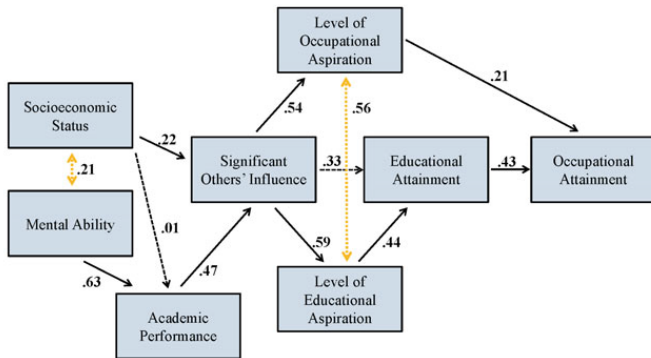 Level of
Occupational
Aspiration
.21
Socioeconomic
Status
.54
.56
.22
Significant
Others' Influence
.33
Educational
Attainment
.43
Occupational
Attainment
.21
Mental Ability
.01
.59
.44
.63
.47
Level of
Educational
Aspiration
Academic
Performance